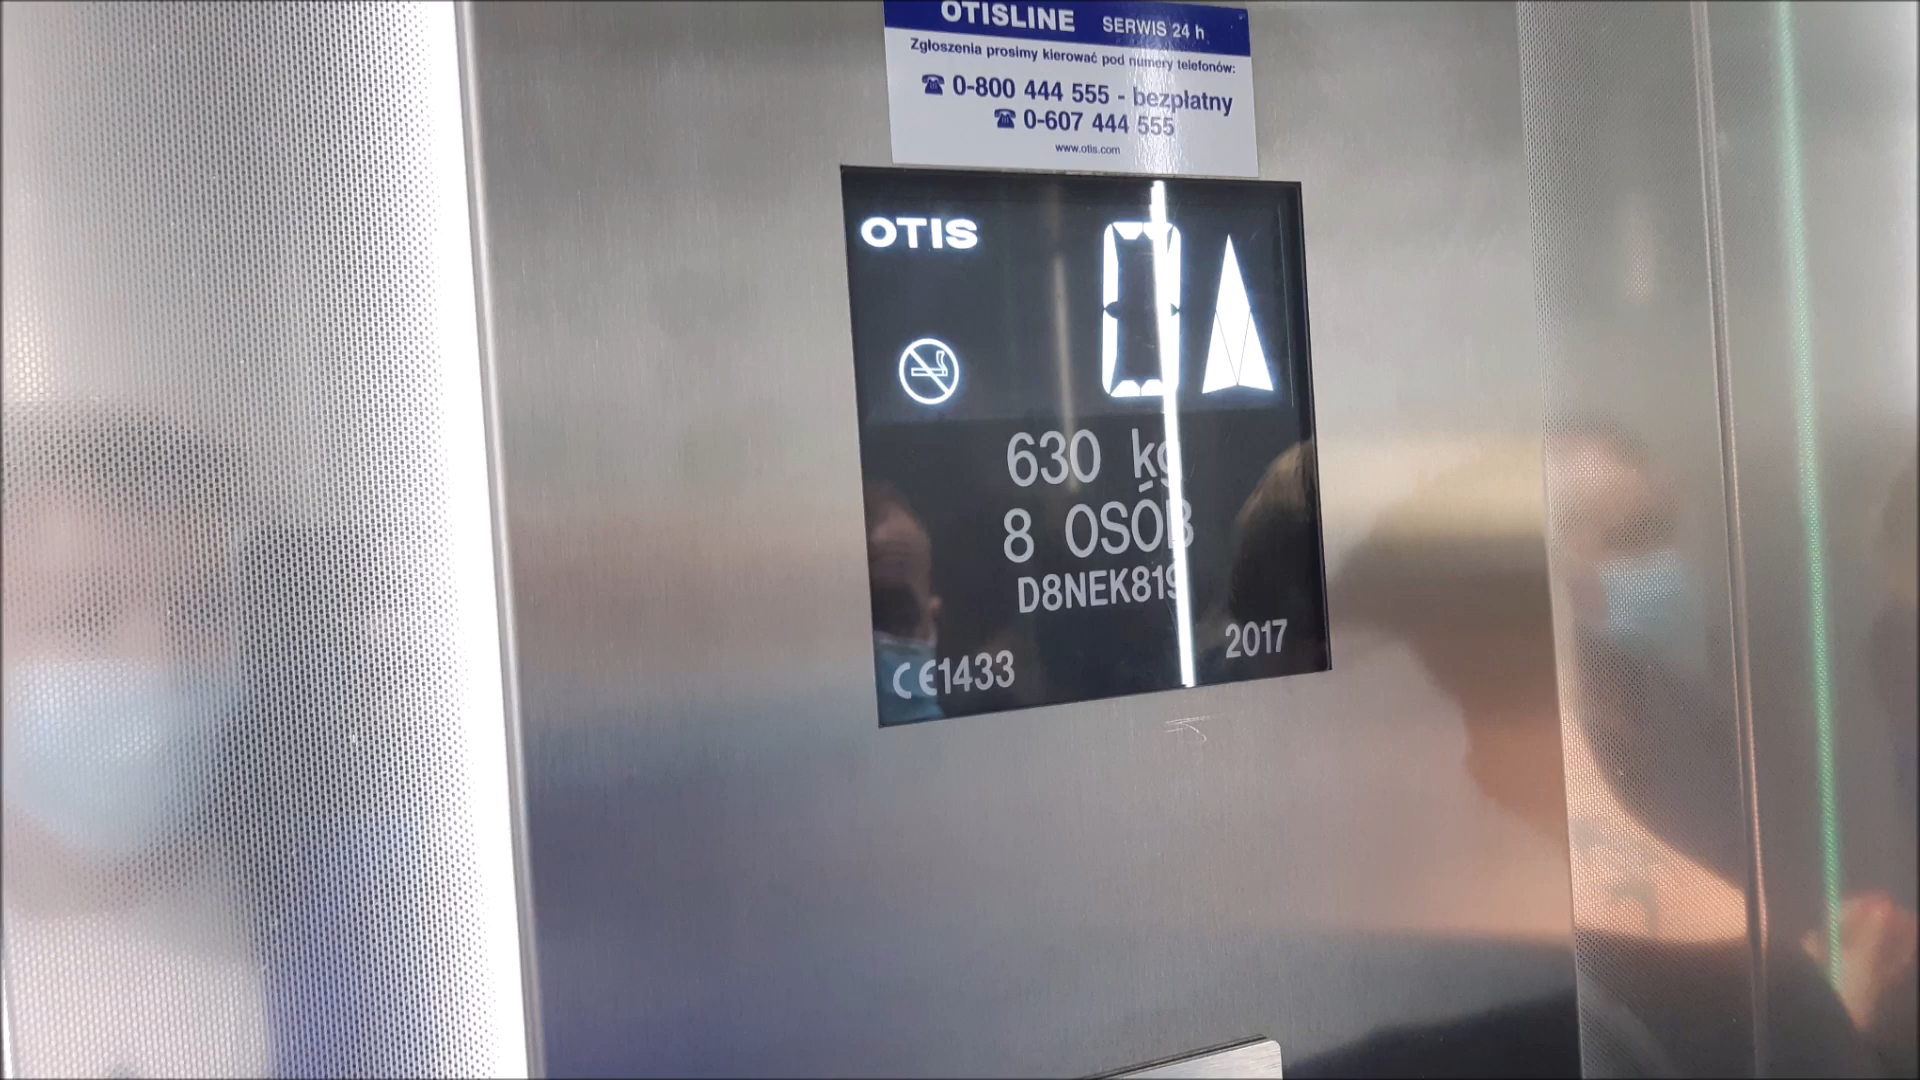 OTISLINE SERWIS 24 h
Zgłoszenia prosimy kierować pod numery telefonów:
☎ 0-800 444 555 - bezpłatny
☎ 0-607 444 555
www.otis.com
OTIS
0
630 kg
8 OSÓB
D8NEK819
2017
CE1433